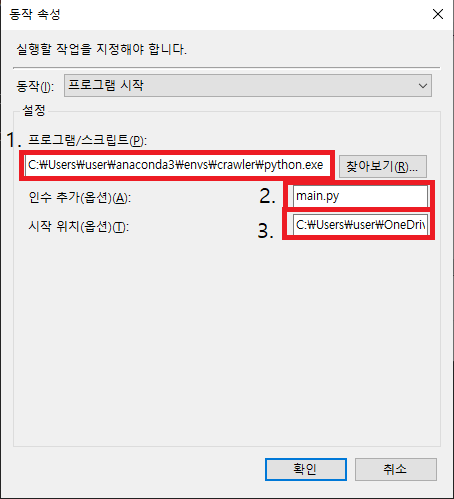 동작 속성
실행할 작업을 지정해야 합니다.
동작(I): 프로그램 시작
설정
1. 프로그램/스크립트(P):
C:₩Users₩user₩anaconda3₩envs₩crawler₩python.exe 찾아보기(R)...
인수 추가(옵션)(A): 2. main.py
시작 위치(옵션)(T): 3. C:₩Users₩user₩OneDriv
확인 취소